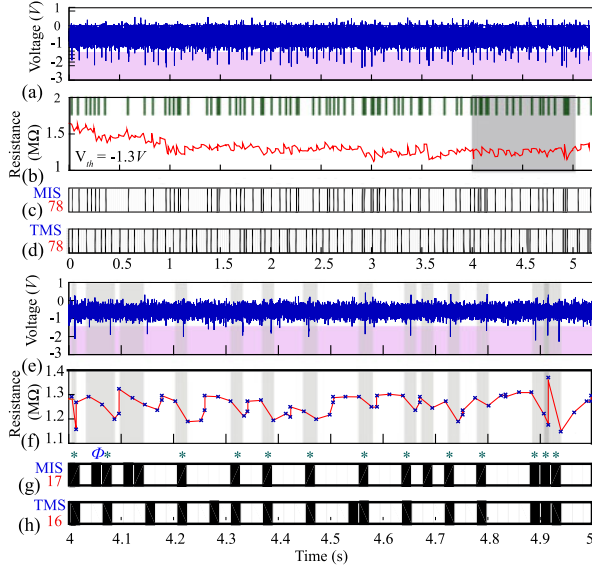 Voltage (V)
1
0
-1
-2
-3
(a)
Resistance
(MΩ)
2
1.5
1
V_th = -1.3V
(b)
MIS
78
(c)
TMS
78
(d)
0 0.5 1 1.5 2 2.5 3 3.5 4 4.5 5
Voltage (V)
1
0
-1
-2
-3
(e)
Resistance
(MΩ)
1.4
1.3
1.2
1.1
(f)
* Φ * * * * * * * * * * * *
MIS
17
(g)
TMS
16
(h)
4 4.1 4.2 4.3 4.4 4.5 4.6 4.7 4.8 4.9 5
Time (s)